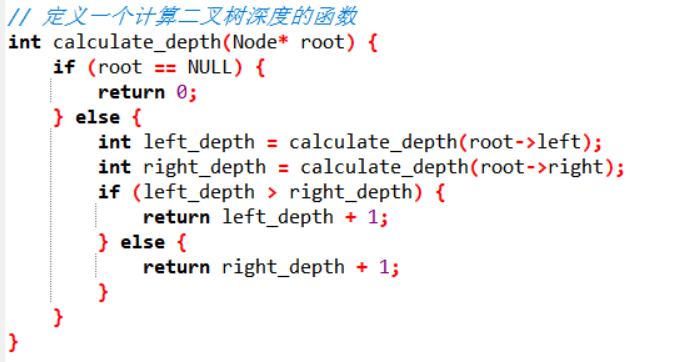 // 定义一个计算二叉树深度的函数
int calculate_depth(Node* root) {
    if (root == NULL) {
        return 0;
    } else {
        int left_depth = calculate_depth(root->left);
        int right_depth = calculate_depth(root->right);
        if (left_depth > right_depth) {
            return left_depth + 1;
        } else {
            return right_depth + 1;
        }
    }
}